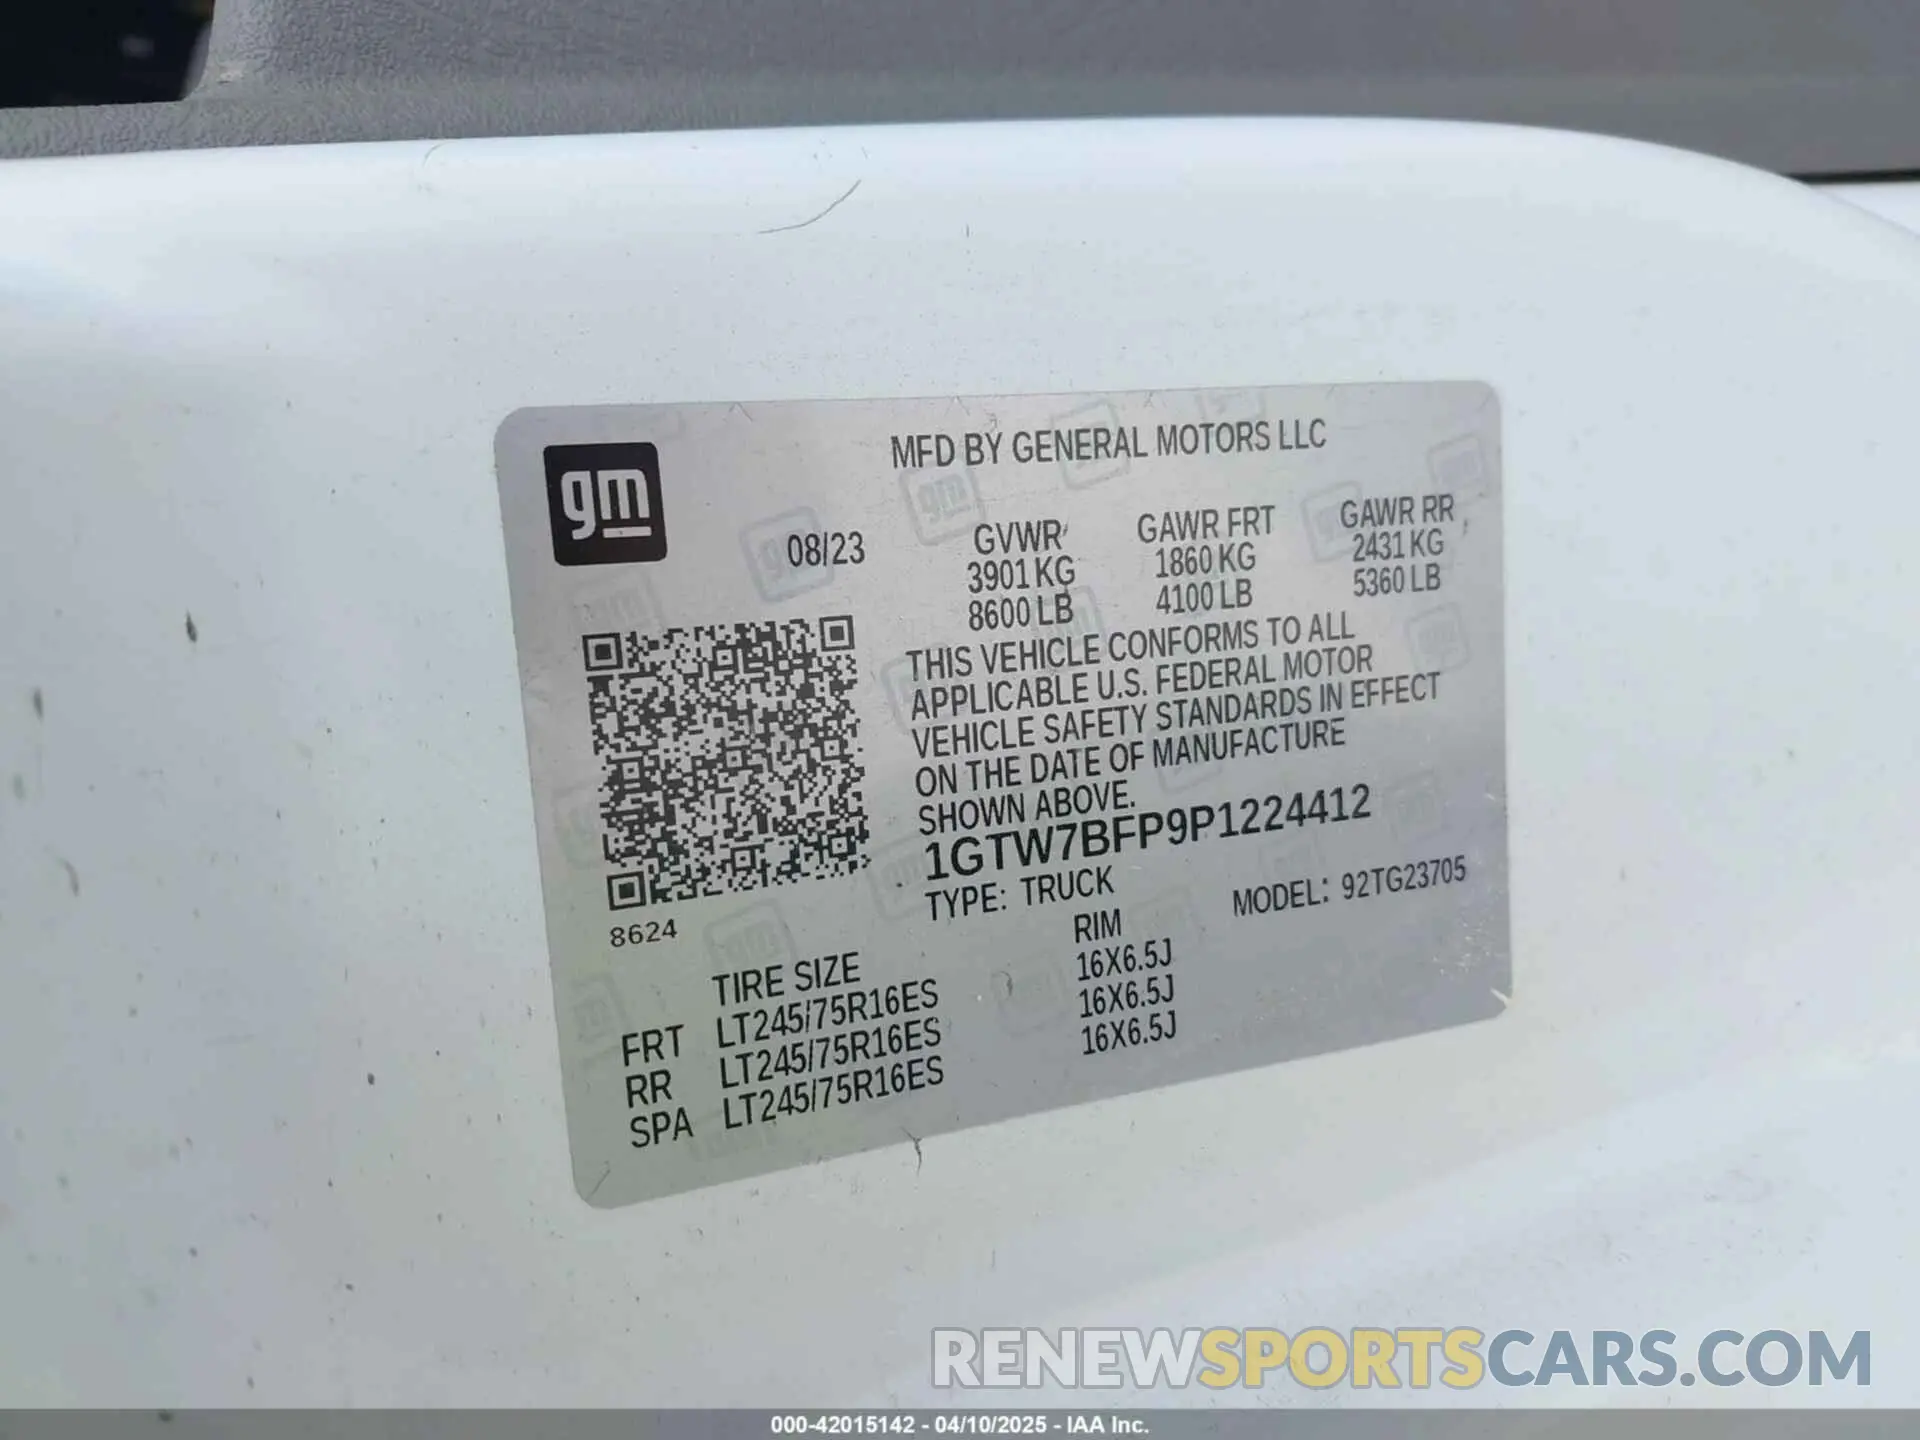 gm
MFD BY GENERAL MOTORS LLC
08/23
GVWR GAWR FRT GAWR RR
3901 KG 1860 KG 2431 KG
8600 LB 4100 LB 5360 LB
THIS VEHICLE CONFORMS TO ALL
APPLICABLE U.S. FEDERAL MOTOR
VEHICLE SAFETY STANDARDS IN EFFECT
ON THE DATE OF MANUFACTURE
SHOWN ABOVE.
1GTW7BFP9P1224412
TYPE: TRUCK MODEL: 92TG23705
8624
TIRE SIZE RIM
FRT LT245/75R16ES 16X6.5J
RR LT245/75R16ES 16X6.5J
SPA LT245/75R16ES 16X6.5J
RENEWSPORTSCARS.COM
000-42015142 - 04/10/2025 - IAA Inc.